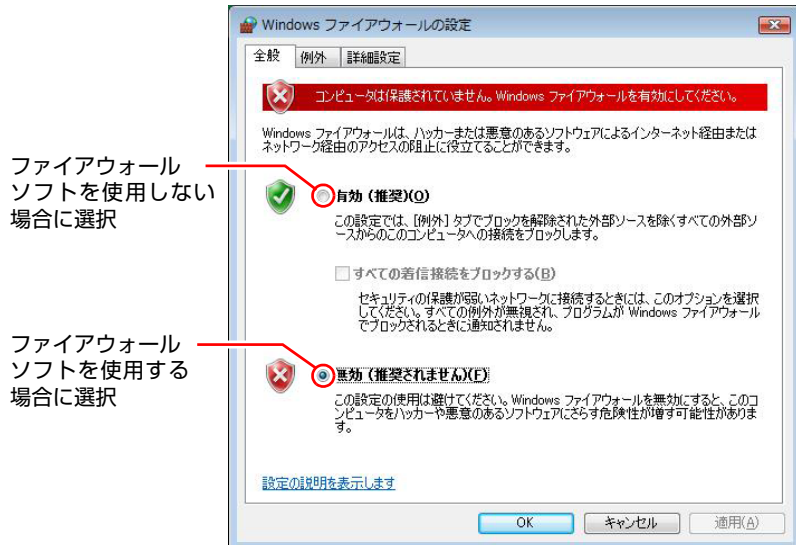 Windows ファイアウォールの設定
全般
例外
詳細設定
コンピュータは保護されていません。Windows ファイアウォールを有効にしてください。
Windows ファイアウォールは、ハッカーまたは悪意のあるソフトウェアによるインターネット経由または
ネットワーク経由のアクセスの阻止に役立てることができます。
ファイアウォール
ソフトを使用しない
場合に選択
有効 (推奨)(O)
この設定では、[例外] タブでブロックを解除された外部ソースを除くすべての外部ソ
ースからのこのコンピュータへの接続をブロックします。
すべての着信接続をブロックする(B)
セキュリティの保護が弱いネットワークに接続するときには、このオプションを選択
してください。すべての例外が無視され、プログラムが Windows ファイアウォール
でブロックされるときに通知されません。
ファイアウォール
ソフトを使用する
場合に選択
無効 (推奨されません)(F)
この設定の使用は避けてください。Windows ファイアウォールを無効にすると、このコ
ンピュータをハッカーや悪意のあるソフトウェアにさらす危険性が増す可能性がありま
す。
設定の説明を表示します
OK
キャンセル
適用(A)